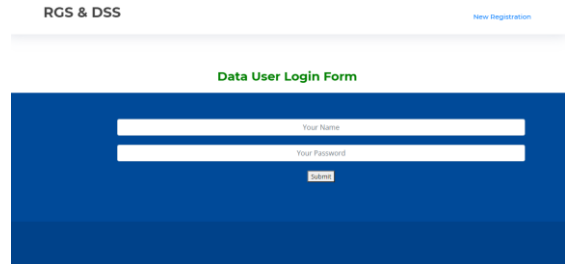 RGS & DSS
New Registration
Data User Login Form
Your Name
Your Password
Submit